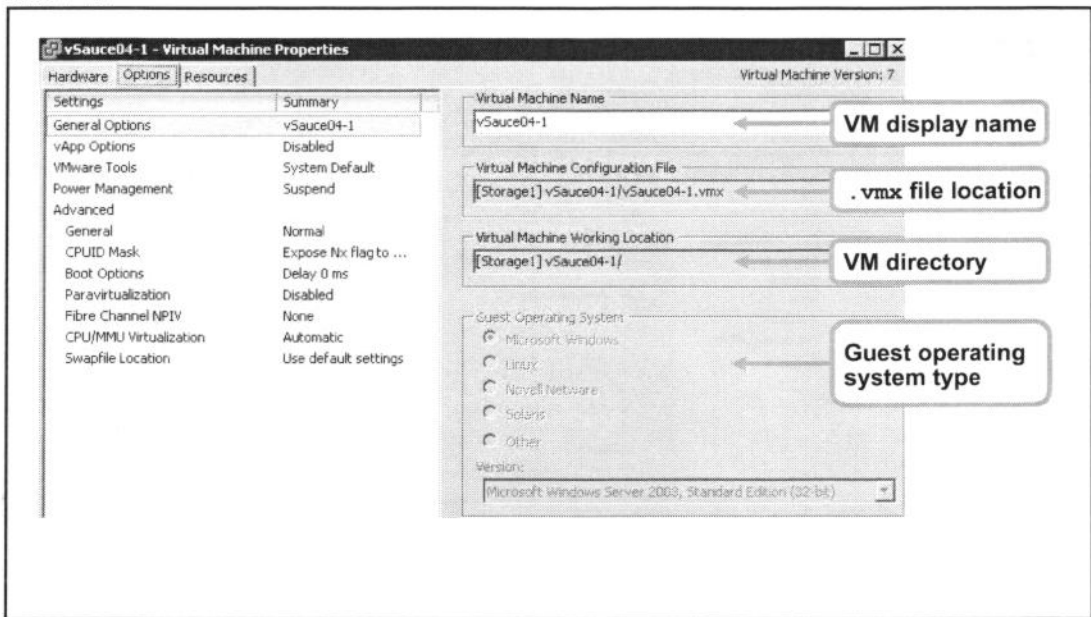 vSauce04-1 - Virtual Machine Properties
Hardware Options Resources Virtual Machine Version: 7
Settings Summary
General Options vSauce04-1
vApp Options Disabled
VMware Tools System Default
Power Management Suspend
Advanced
General Normal
CPUID Mask Expose Nx flag to ...
Boot Options Delay 0 ms
Paravirtualization Disabled
Fibre Channel NPIV None
CPU/MMU Virtualization Automatic
Swapfile Location Use default settings
Virtual Machine Name
vSauce04-1
VM display name
Virtual Machine Configuration File
[Storage1] vSauce04-1/vSauce04-1.vmx
.vmx file location
Virtual Machine Working Location
[Storage1] vSauce04-1/
VM directory
Guest Operating System
Microsoft Windows
Linux
Novell Netware
Solaris
Other
Guest operating
system type
Version:
Microsoft Windows Server 2003, Standard Edition (32-bit)